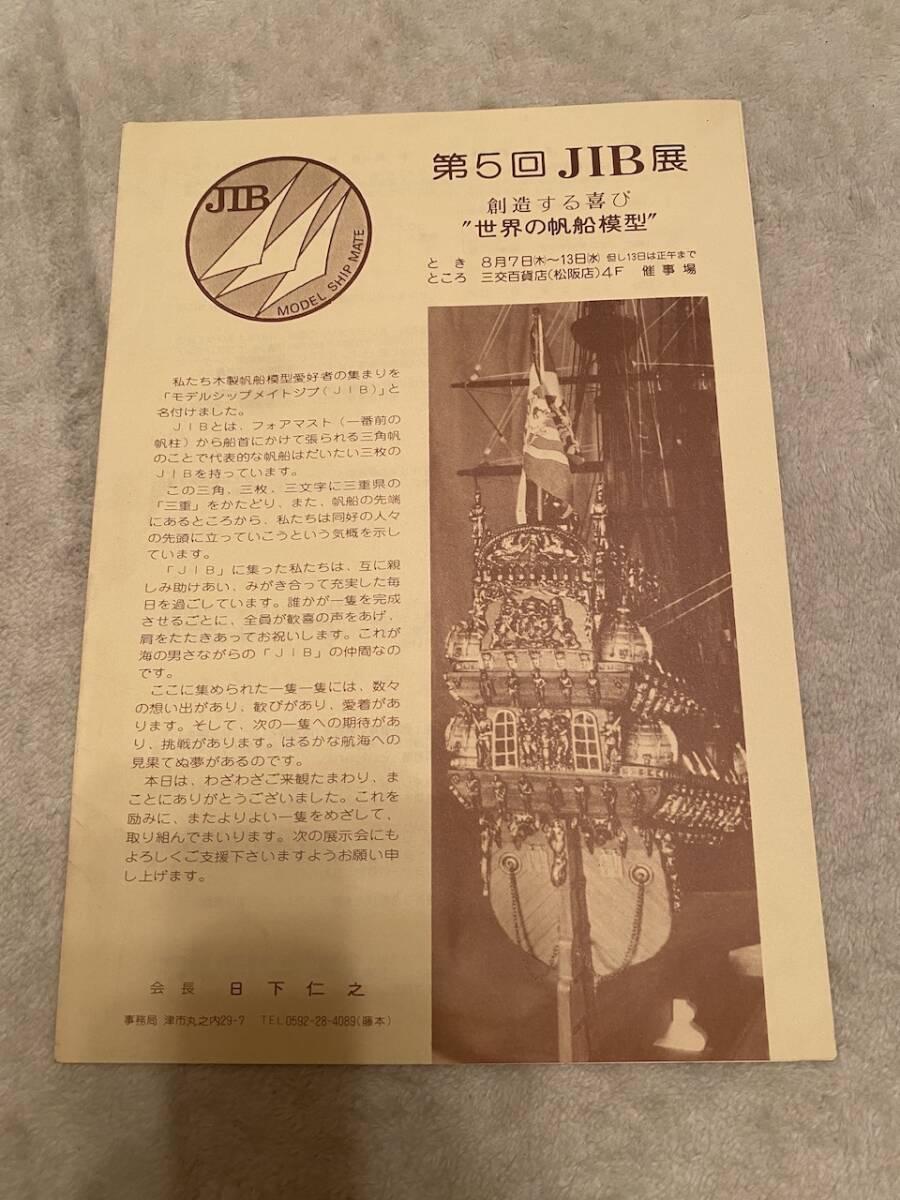 JIB
MODEL SHIP MATE
第5回 JIB展
創造する喜び
"世界の帆船模型"
とき 8月7日㈭～13日㈬ 但し13日は正午まで
ところ 三交百貨店(松阪店)4F 催事場
私たち木製帆船模型愛好者の集まりを
「モデルシップメイトジブ(JIB)」と
名付けました。
JIBとは、フォアマスト(一番前の
帆柱)から船首にかけて張られる三角帆
のことで代表的な帆船はだいたい三枚の
JIBを持っています。
この三角、三枚、三文字に三重県の
「三重」をかたどり、また、帆船の先端
にあるところから、私たちは同好の人々
の先頭に立っていこうという気概を示し
ています。
「JIB」に集った私たちは、互に親
しみ助けあい、みがき合って充実した毎
日を過ごしています。誰かが一隻を完成
させるごとに、全員が歓喜の声をあげ、
肩をたたきあってお祝いします。これが
海の男さながらの「JIB」の仲間なの
です。
ここに集められた一隻一隻には、数々
の想い出があり、歓びがあり、愛着があ
ります。そして、次の一隻への期待があ
り、挑戦があります。はるかな航海への
見果てぬ夢があるのです。
本日は、わざわざご来観たまわり、ま
ことにありがとうございました。これを
励みに、またよりよい一隻をめざして、
取り組んでまいります。次の展示会にも
よろしくご支援下さいますようお願い申
し上げます。
会長 日下仁之
事務局 津市丸之内29-7 TEL0592-28-4089(藤本)